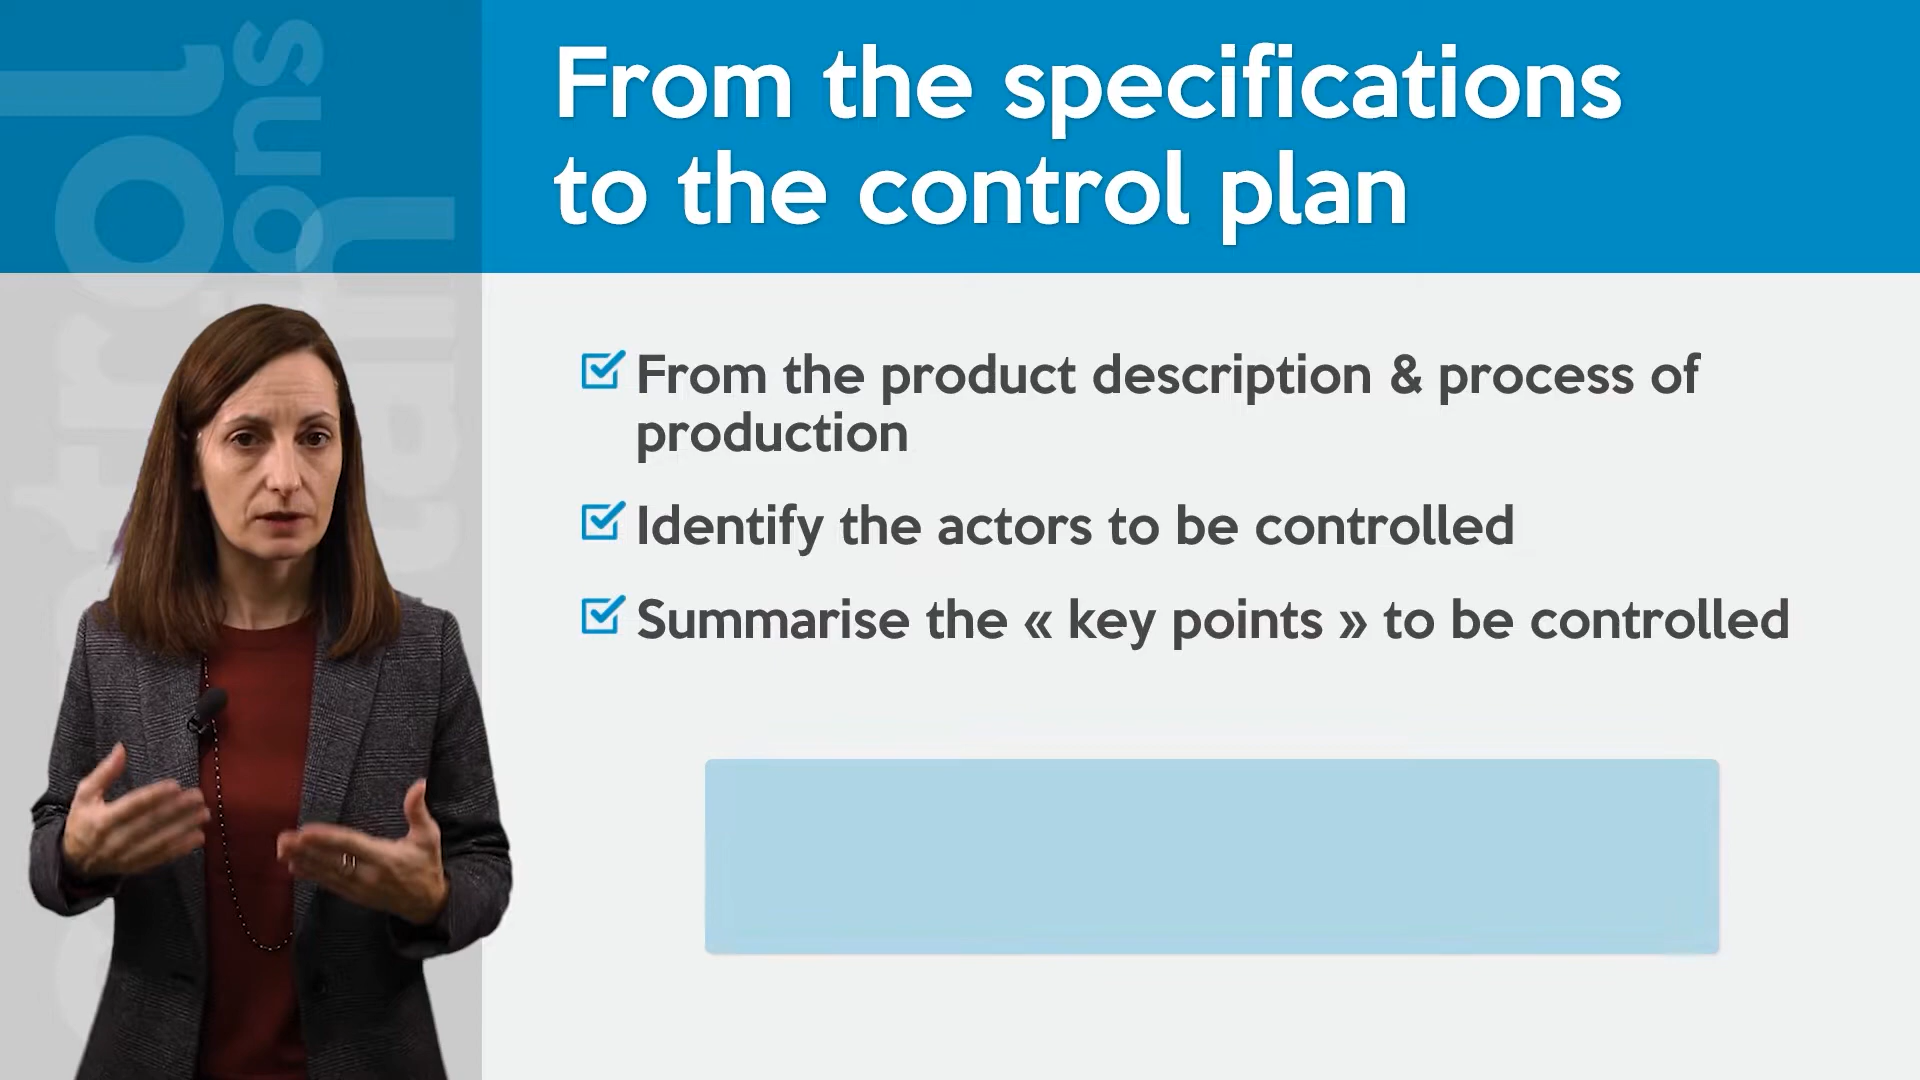 From the specifications
to the control plan
From the product description & process of
production
Identify the actors to be controlled
Summarise the « key points » to be controlled